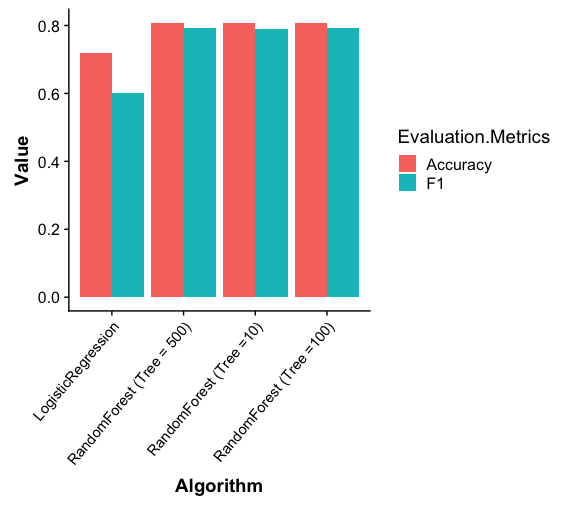 0.8
0.6
0.4
0.2
0.0
Value
LogisticRegression
RandomForest (Tree = 500)
RandomForest (Tree =10)
RandomForest (Tree =100)
Algorithm
Evaluation.Metrics
Accuracy
F1